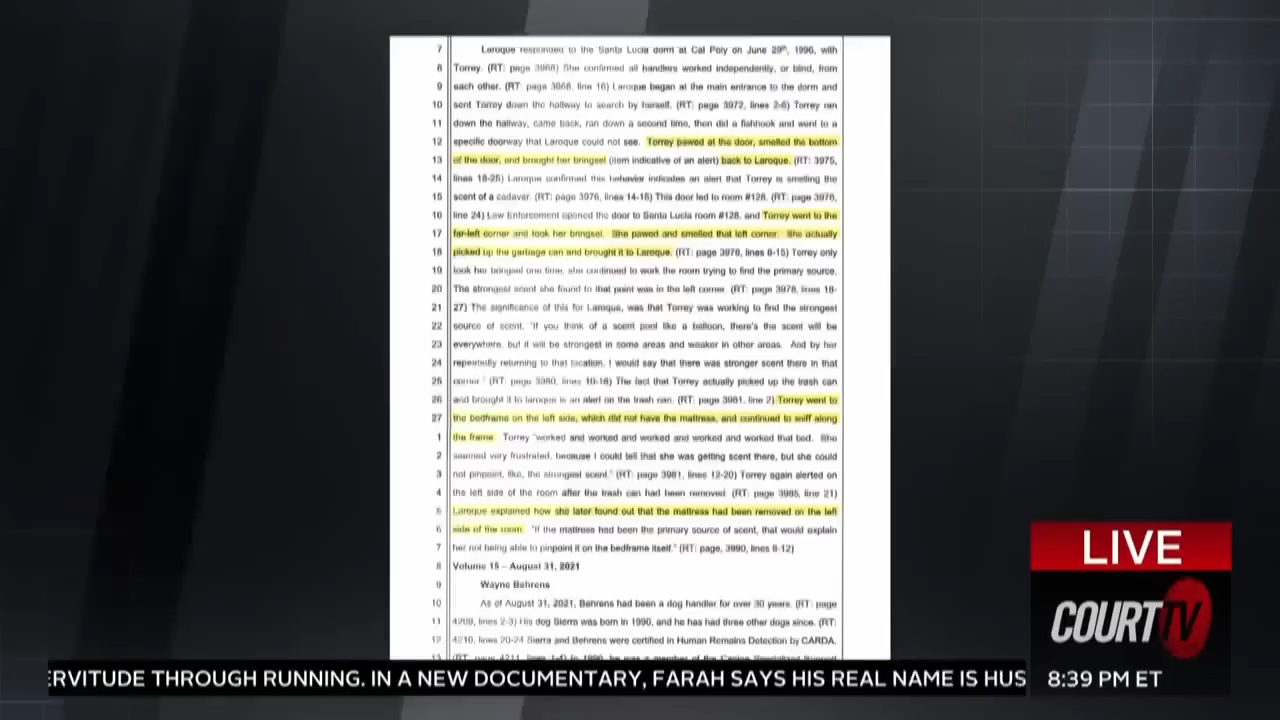 7 Laroque responded to the Santa Lucia dorm at Cal Poly on June 29th, 1996, with
8 Torrey. (RT: page 3968) She confirmed all handlers worked independently, or blind, from
9 each other. (RT: page 3968, line 16) Laroque began at the main entrance to the dorm and
10 sent Torrey down the hallway to search by herself. (RT: page 3972, lines 2-6) Torrey ran
11 down the hallway, came back, ran down a second time, then did a fishhook and went to a
12 specific doorway that Laroque could not see. Torrey pawed at the door, smelled the bottom
13 of the door, and brought her bringsel (item indicative of an alert) back to Laroque. (RT: 3975,
14 lines 18-25) Laroque confirmed this behavior indicates an alert that Torrey is smelling the
15 scent of a cadaver. (RT: page 3976, lines 14-15) This door led to room #128. (RT: page 3976,
16 line 24) Law Enforcement opened the door to Santa Lucia room #128, and Torrey went to the
17 far-left corner and took her bringsel. She pawed and smelled that left corner. She actually
18 picked up the garbage can and brought it to Laroque. (RT: page 3978, lines 8-15) Torrey only
19 took her bringsel one time, she continued to work the room trying to find the primary source.
20 The strongest scent she found to that point was in the left corner. (RT: page 3978, lines 18-
21 27) The significance of this for Laroque, was that Torrey was working to find the strongest
22 source of scent. "If you think of a scent pool like a balloon, there's the scent will be
23 everywhere, but it will be strongest in some areas and weaker in other areas. And by her
24 repeatedly returning to that location, I would say that there was stronger scent there in that
25 corner." (RT: page 3980, lines 10-16) The fact that Torrey actually picked up the trash can
26 and brought it to laroque is an alert on the trash can. (RT: page 3981, line 2) Torrey went to
27 the bedframe on the left side, which did not have the mattress, and continued to sniff along
1 the frame. Torrey "worked and worked and worked and worked and worked that bed. She
2 seemed very frustrated, because I could tell that she was getting scent there, but she could
3 not pinpoint, like, the strongest scent." (RT: page 3981, lines 12-20) Torrey again alerted on
4 the left side of the room after the trash can had been removed. (RT: page 3985, line 21)
5 Laroque explained how she later found out that the mattress had been removed on the left
6 side of the room. "If the mattress had been the primary source of scent, that would explain
7 her not being able to pinpoint it on the bedframe itself." (RT: page, 3990, lines 8-12)
8 Volume 15 – August 31, 2021
9 Wayne Behrens
10 As of August 31, 2021, Behrens had been a dog handler for over 30 years. (RT: page
11 4209, lines 2-3) His dog Sierra was born in 1990, and he has had three other dogs since. (RT:
12 4210, lines 20-24 Sierra and Behrens were certified in Human Remains Detection by CARDA.
LIVE
COURT TV
ERVITUDE THROUGH RUNNING. IN A NEW DOCUMENTARY, FARAH SAYS HIS REAL NAME IS HUS
8:39 PM ET